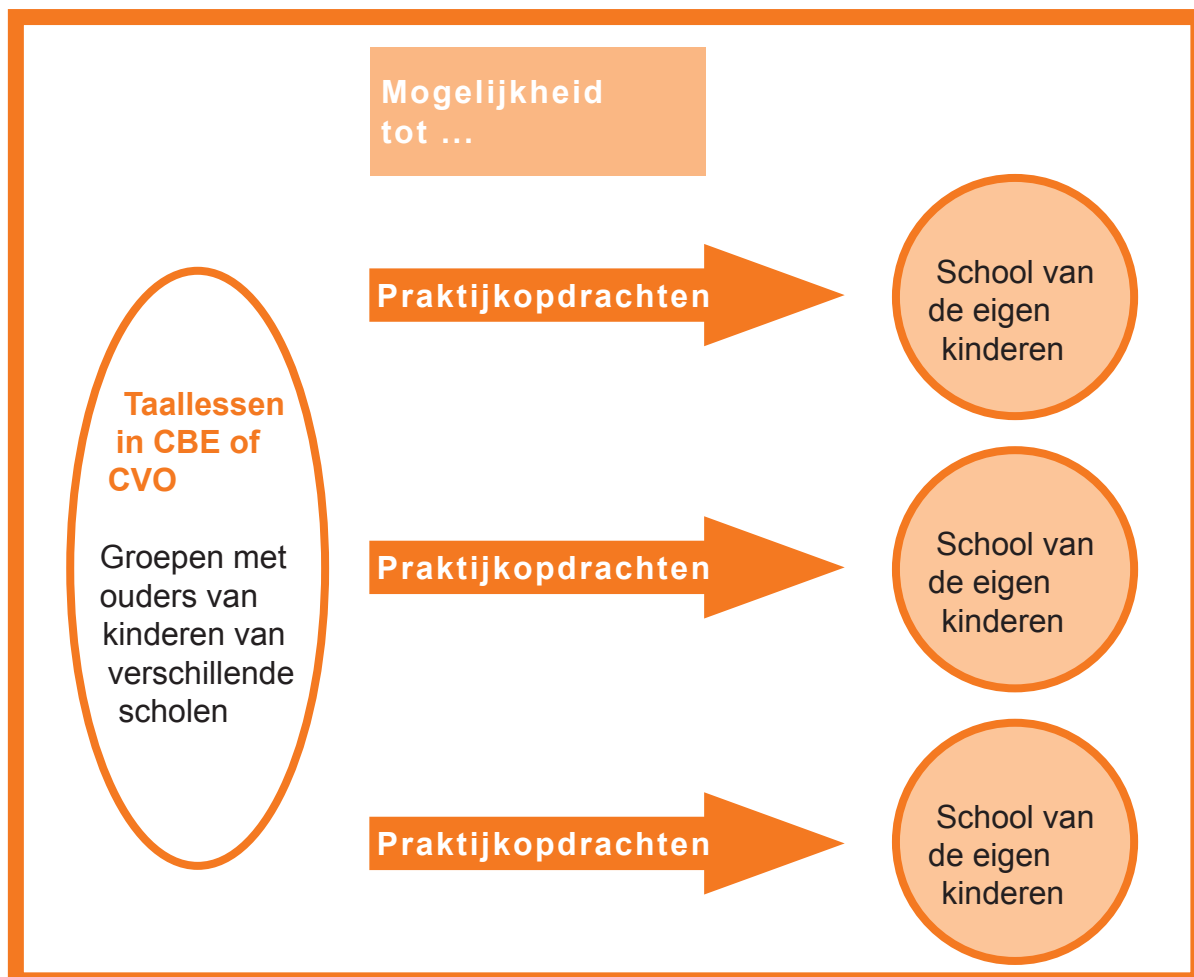 Mogelijkheid
tot ...
Taallessen
in CBE of
CVO
Groepen met
ouders van
kinderen van
verschillende
scholen
Praktijkopdrachten
School van
de eigen
kinderen
Praktijkopdrachten
School van
de eigen
kinderen
Praktijkopdrachten
School van
de eigen
kinderen